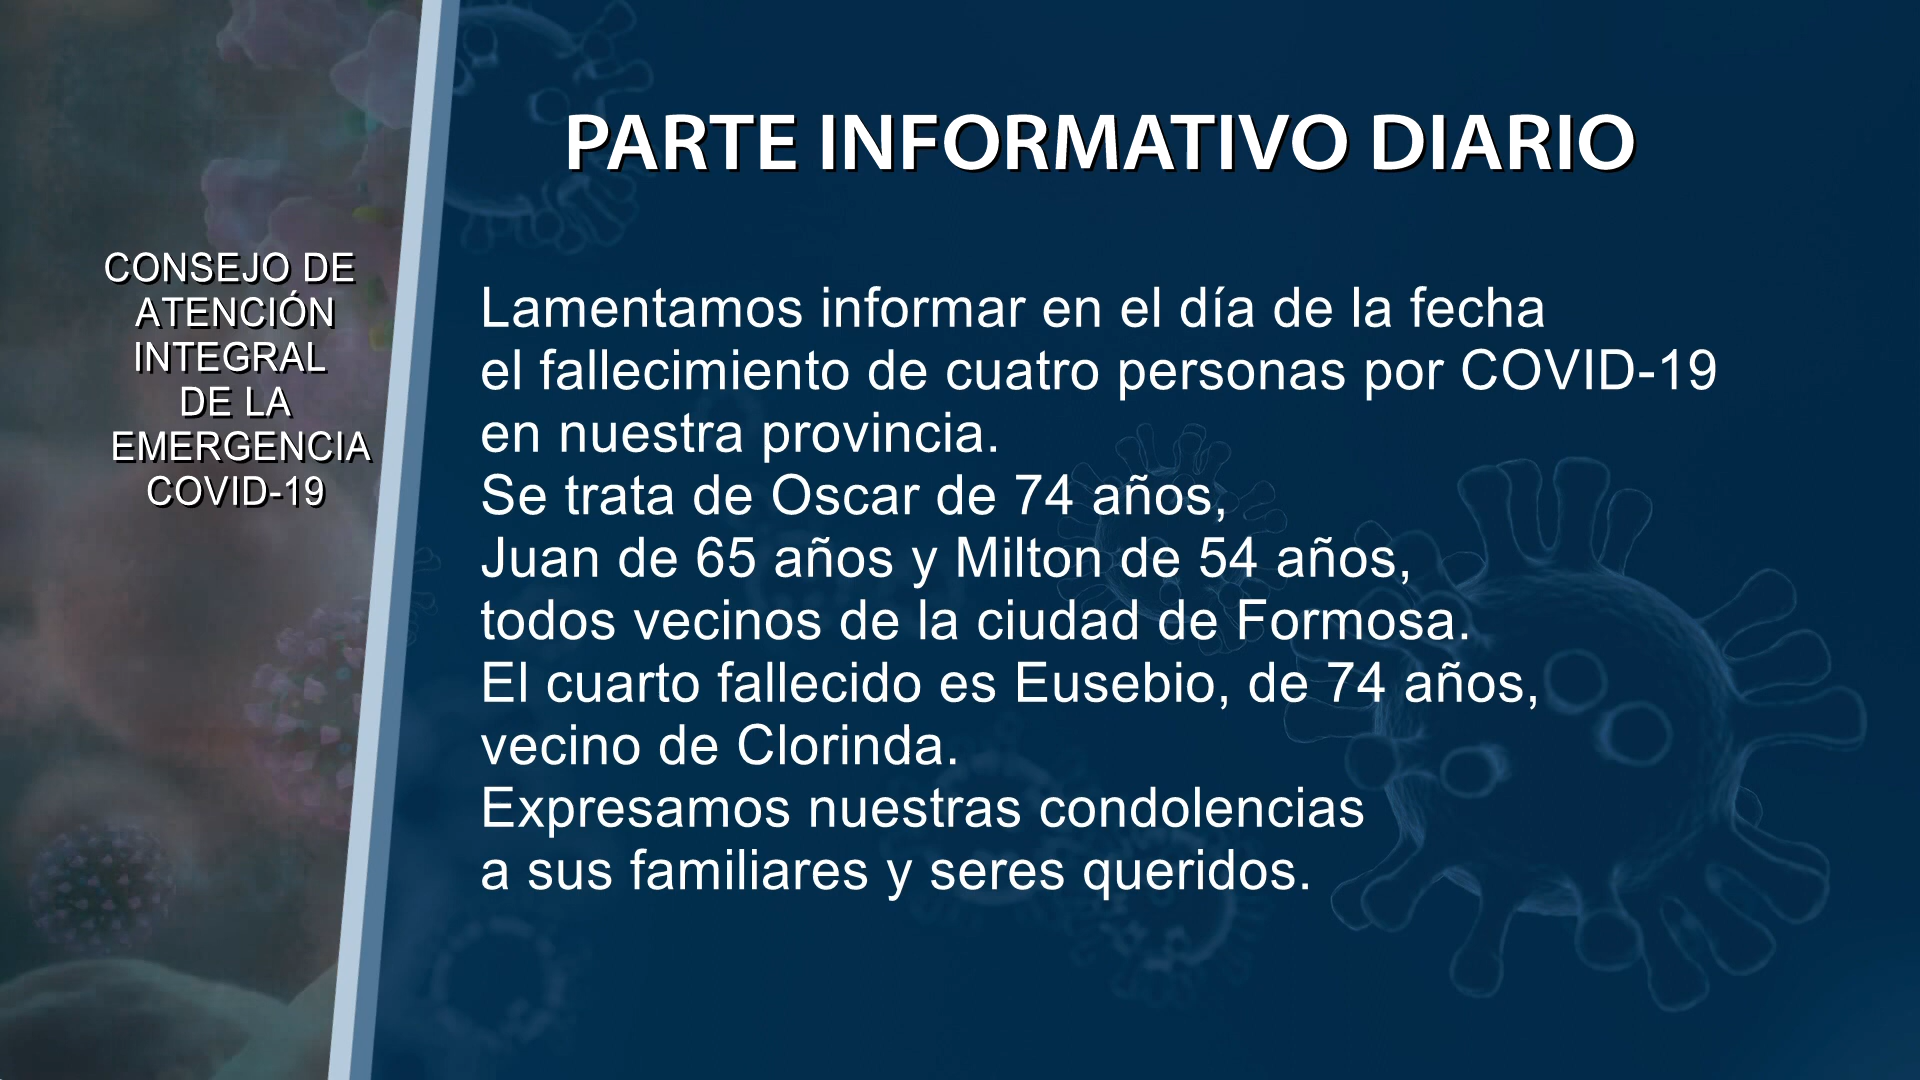 PARTE INFORMATIVO DIARIO
CONSEJO DE
ATENCIÓN
INTEGRAL
DE LA
EMERGENCIA
COVID-19
Lamentamos informar en el día de la fecha
el fallecimiento de cuatro personas por COVID-19
en nuestra provincia.
Se trata de Oscar de 74 años,
Juan de 65 años y Milton de 54 años,
todos vecinos de la ciudad de Formosa.
El cuarto fallecido es Eusebio, de 74 años,
vecino de Clorinda.
Expresamos nuestras condolencias
a sus familiares y seres queridos.